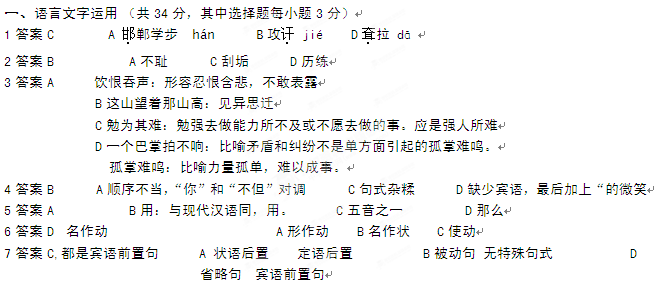 一、语言文字运用 (共34分，其中选择题每小题3分)
1 答案C A 邯郸学步 hán B 攻讦 jié D 耷拉 dā
2 答案B A 不耻 C 刮垢 D 历练
3 答案A 饮恨吞声：形容忍恨含悲，不敢表露
B 这山望着那山高：见异思迁
C 勉为其难：勉强去做能力所不及或不愿去做的事。应是强人所难
D 一个巴掌拍不响：比喻矛盾和纠纷不是单方面引起的孤掌难鸣。
孤掌难鸣：比喻力量孤单，难以成事。
4 答案B A 顺序不当，“你”和“不但”对调 C 句式杂糅 D 缺少宾语，最后加上“的微笑
5 答案A B 用：与现代汉语同，用。 C 五音之一 D 那么
6 答案D 名作动 A 形作动 B 名作状 C 使动
7 答案C,都是宾语前置句 A 状语后置 定语后置 B 被动句 无特殊句式 D
省略句 宾语前置句